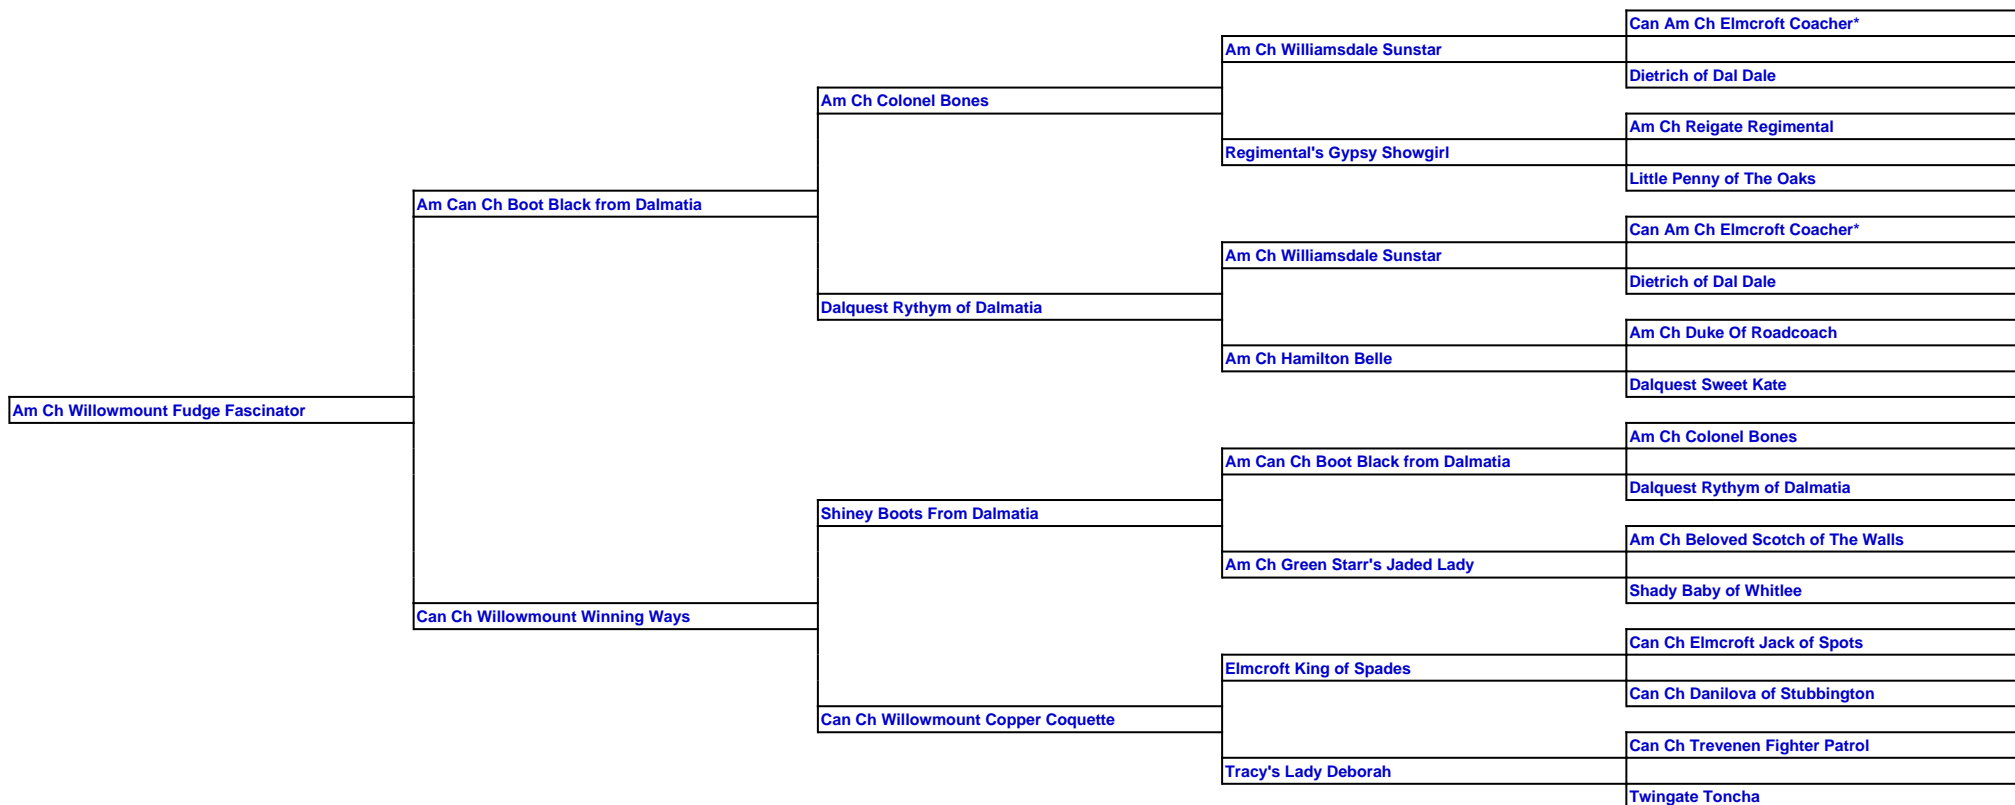 Can Am Ch Elmcroft Coacher*
Am Ch Williamsdale Sunstar
Dietrich of Dal Dale
Am Ch Colonel Bones
Am Ch Reigate Regimental
Regimental's Gypsy Showgirl
Little Penny of The Oaks
Am Can Ch Boot Black from Dalmatia
Can Am Ch Elmcroft Coacher*
Am Ch Williamsdale Sunstar
Dietrich of Dal Dale
Dalquest Rythym of Dalmatia
Am Ch Duke Of Roadcoach
Am Ch Hamilton Belle
Dalquest Sweet Kate
Am Ch Willowmount Fudge Fascinator
Am Ch Colonel Bones
Am Can Ch Boot Black from Dalmatia
Dalquest Rythym of Dalmatia
Shiney Boots From Dalmatia
Am Ch Beloved Scotch of The Walls
Am Ch Green Starr's Jaded Lady
Shady Baby of Whitlee
Can Ch Willowmount Winning Ways
Can Ch Elmcroft Jack of Spots
Elmcroft King of Spades
Can Ch Danilova of Stubbington
Can Ch Willowmount Copper Coquette
Can Ch Trevenen Fighter Patrol
Tracy's Lady Deborah
Twingate Toncha